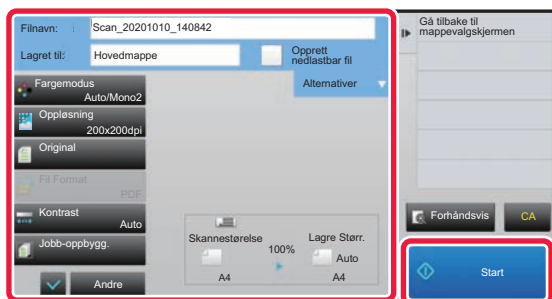 Filnavn: : Scan_20201010_140842
Lagret til: Hovedmappe
Opprett
nedlastbar fil
Fargemodus
Auto/Mono2
Alternativer
Oppløsning
200x200dpi
Original
Fil Format
PDF
Kontrast
Auto
Jobb-oppbygg.
Andre
Skannestørelse
100%
Lagre Størr.
Auto
A4
A4
Gå tilbake til
mappevalgskjermen
Forhåndsvis
CA
Start